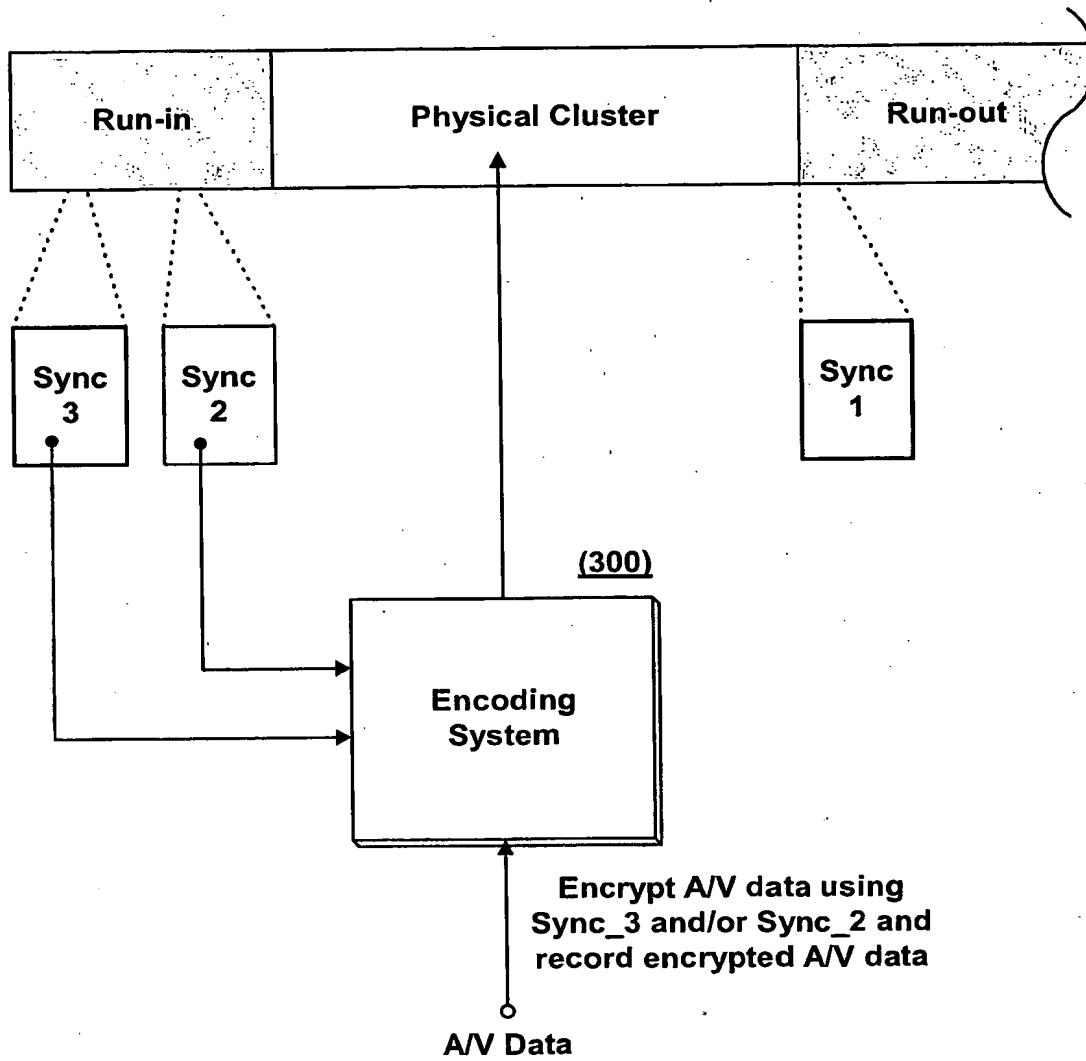 Run-in
Physical Cluster
Run-out
Sync
3
Sync
2
Sync
1
(300)
Encoding
System
Encrypt A/V data using
Sync_3 and/or Sync_2 and
record encrypted A/V data
A/V Data